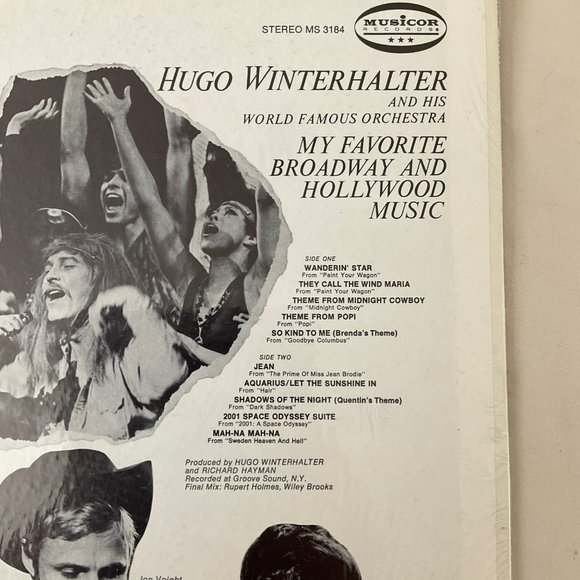 STEREO MS 3184
MUSICOR
RECORDS
HUGO WINTERHALTER
AND HIS
WORLD FAMOUS ORCHESTRA
MY FAVORITE
BROADWAY AND
HOLLYWOOD
MUSIC
SIDE ONE
WANDERIN' STAR
From "Paint Your Wagon"
THEY CALL THE WIND MARIA
From "Paint Your Wagon"
THEME FROM MIDNIGHT COWBOY
From "Midnight Cowboy"
THEME FROM POPI
From "Popi"
SO KIND TO ME (Brenda's Theme)
From "Goodbye Columbus"
SIDE TWO
JEAN
From "The Prime Of Miss Jean Brodie"
AQUARIUS/LET THE SUNSHINE IN
From "Hair"
SHADOWS OF THE NIGHT (Quentin's Theme)
From "Dark Shadows"
2001 SPACE ODYSSEY SUITE
From "2001: A Space Odyssey"
MAH-NA MAH-NA
From "Sweden Heaven And Hell"
Produced by HUGO WINTERHALTER
and RICHARD HAYMAN
Recorded at Groove Sound, N.Y.
Final Mix: Rupert Holmes, Wiley Brooks
Jon Voight